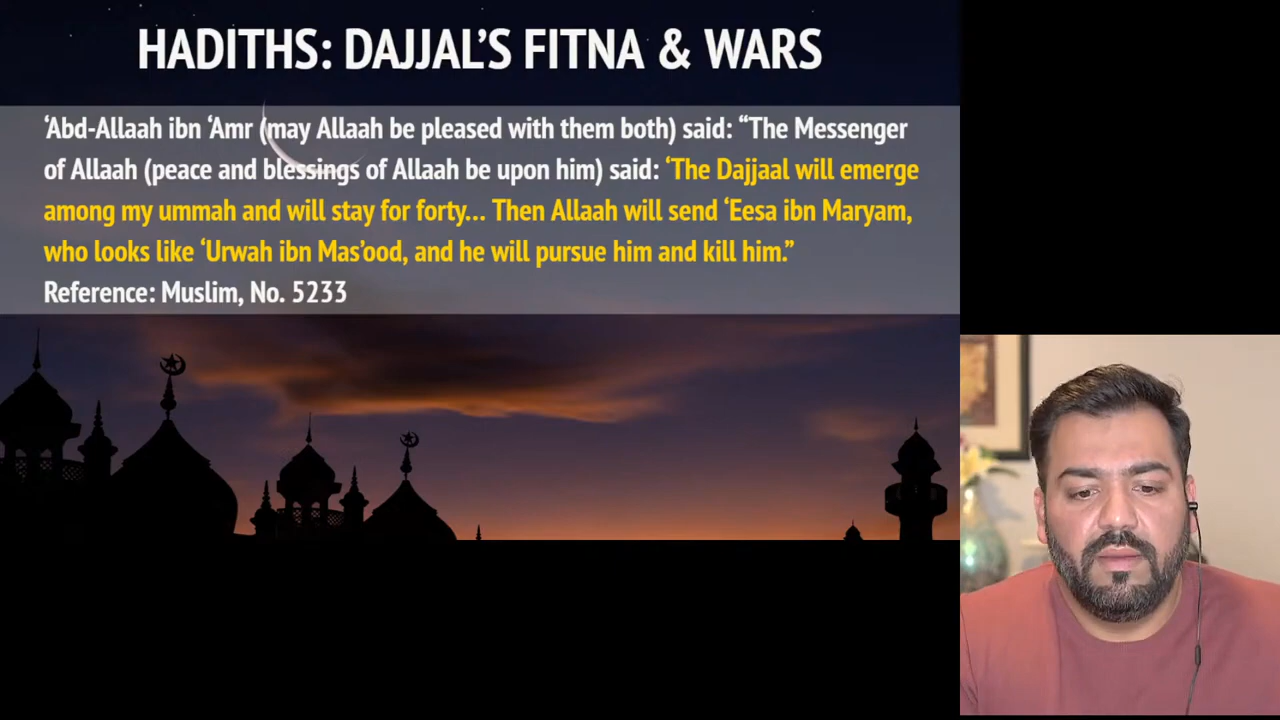 HADITHS: DAJJAL’S FITNA & WARS
‘Abd-Allaah ibn ‘Amr (may Allaah be pleased with them both) said: “The Messenger
of Allaah (peace and blessings of Allaah be upon him) said: ‘The Dajjaal will emerge
among my ummah and will stay for forty… Then Allaah will send ‘Eesa ibn Maryam,
who looks like ‘Urwah ibn Mas’ood, and he will pursue him and kill him.”
Reference: Muslim, No. 5233